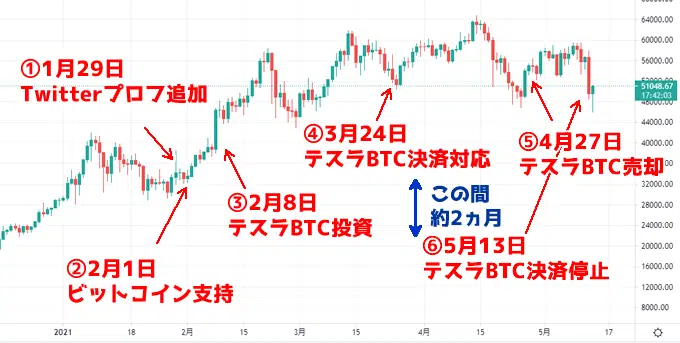 ①1月29日
Twitterプロフ追加
②2月1日
ビットコイン支持
③2月8日
テスラBTC投資
④3月24日
テスラBTC決済対応
この間
約2ヵ月
⑤4月27日
テスラBTC売却
⑥5月13日
テスラBTC決済停止
64000.00
60000.00
56000.00
51048.67
17:42:03
48000.00
44000.00
40000.00
36000.00
32000.00
28000.00
24000.00
20000.00
16000.00
12000.00
8000.00
2021
18
2月
15
3月
15
4月
15
5月
17